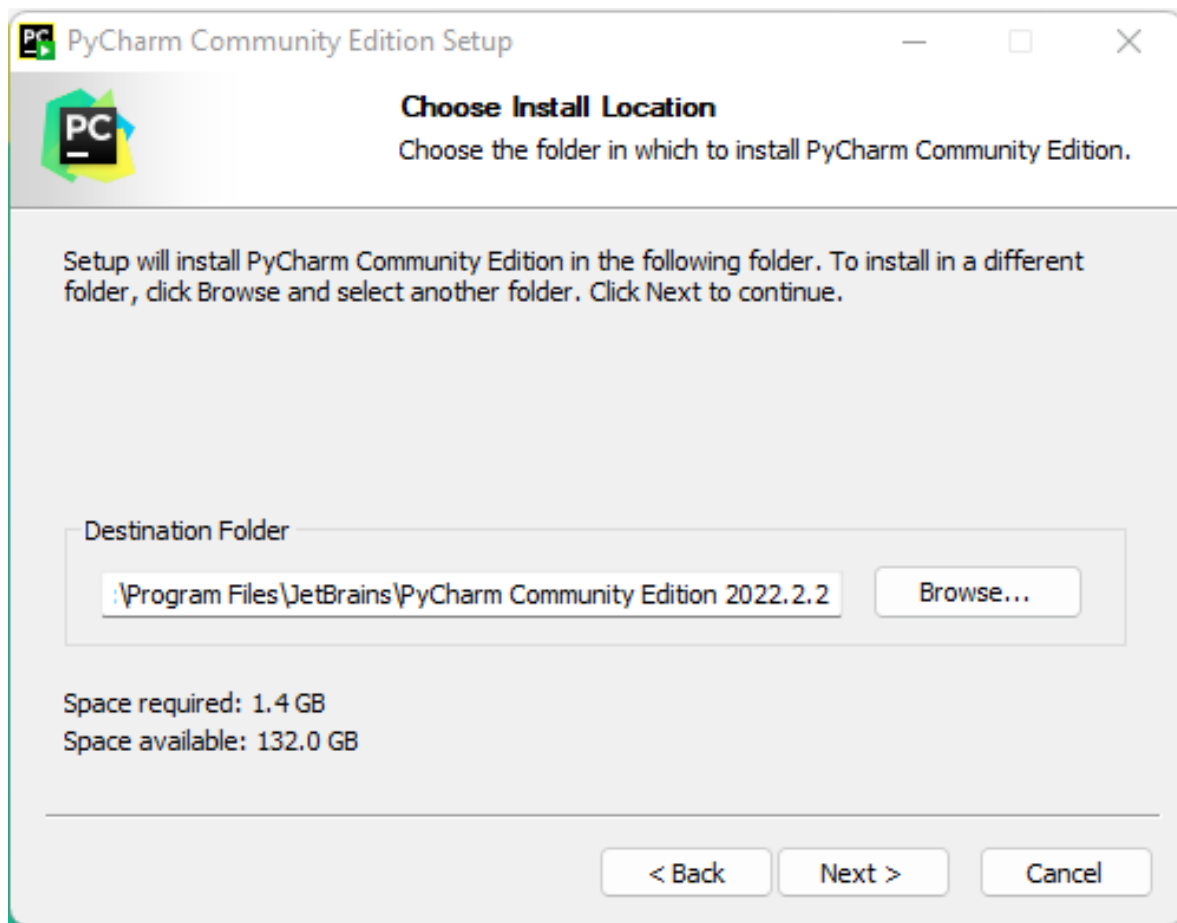 PyCharm Community Edition Setup
PC
Choose Install Location
Choose the folder in which to install PyCharm Community Edition.
Setup will install PyCharm Community Edition in the following folder. To install in a different
folder, click Browse and select another folder. Click Next to continue.
Destination Folder
:\Program Files\JetBrains\PyCharm Community Edition 2022.2.2
Browse...
Space required: 1.4 GB
Space available: 132.0 GB
< Back
Next >
Cancel